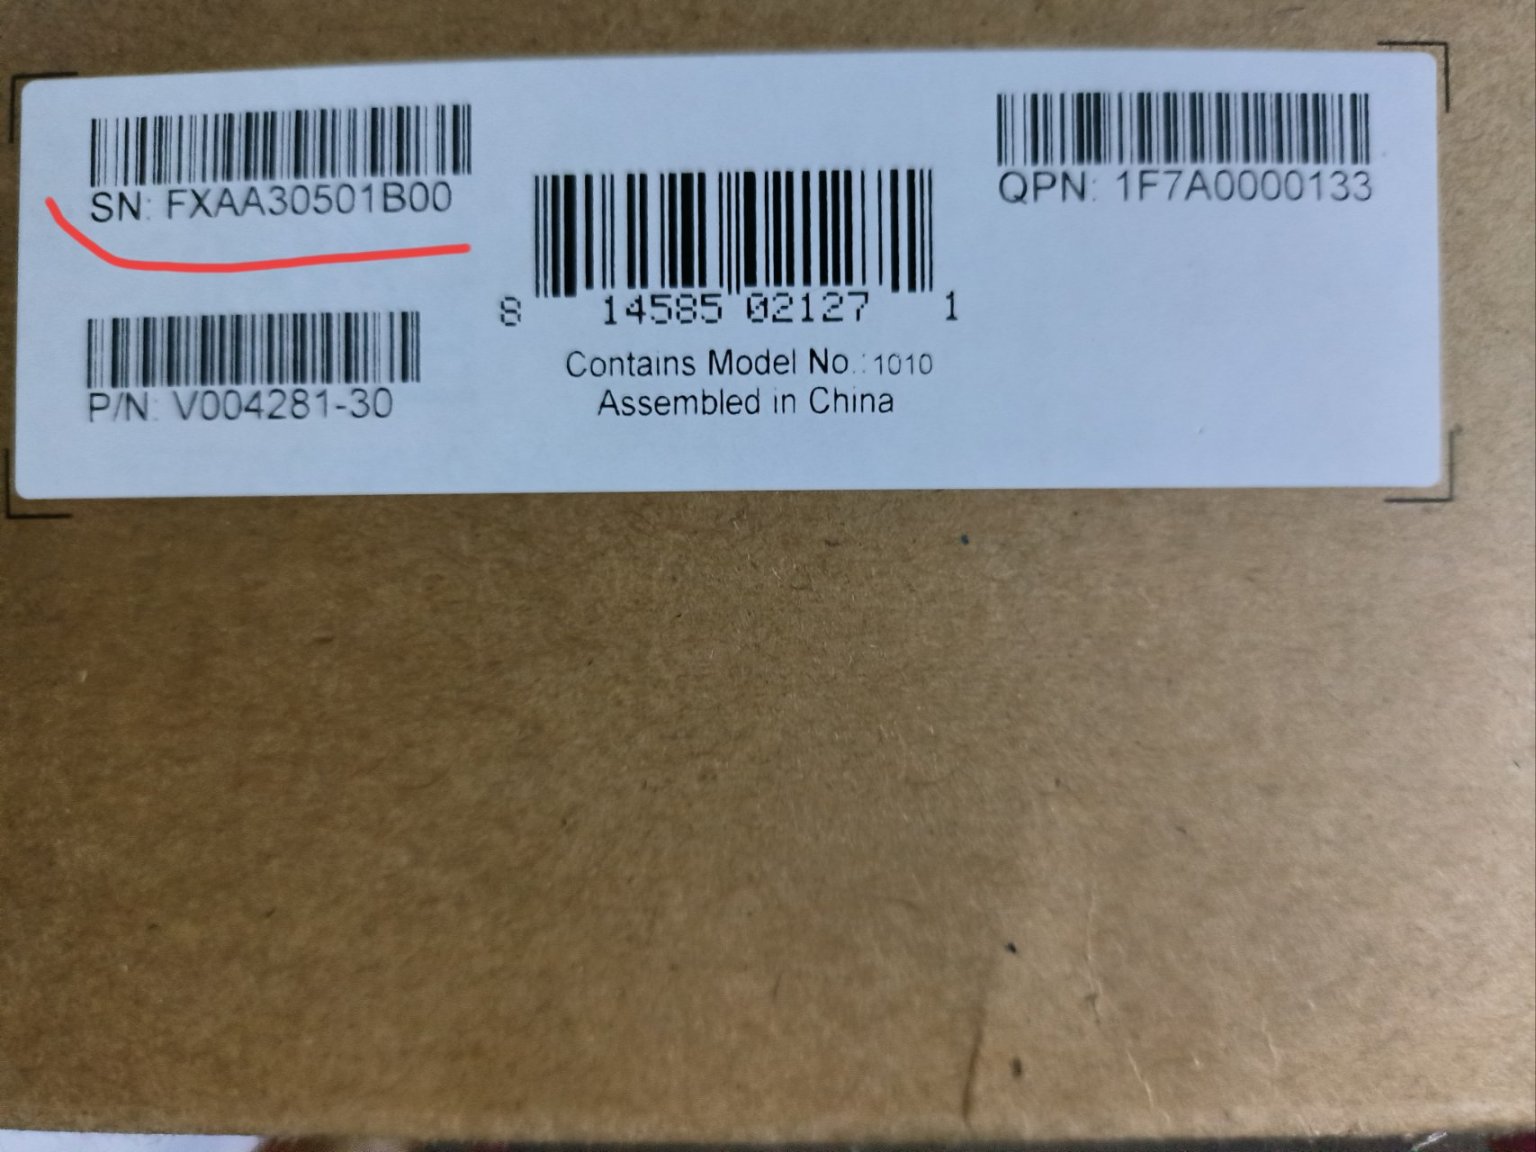 SN: FXAA30501B00
QPN: 1F7A0000133
8 14585 02127 1
P/N: V004281-30
Contains Model No.: 1010
Assembled in China